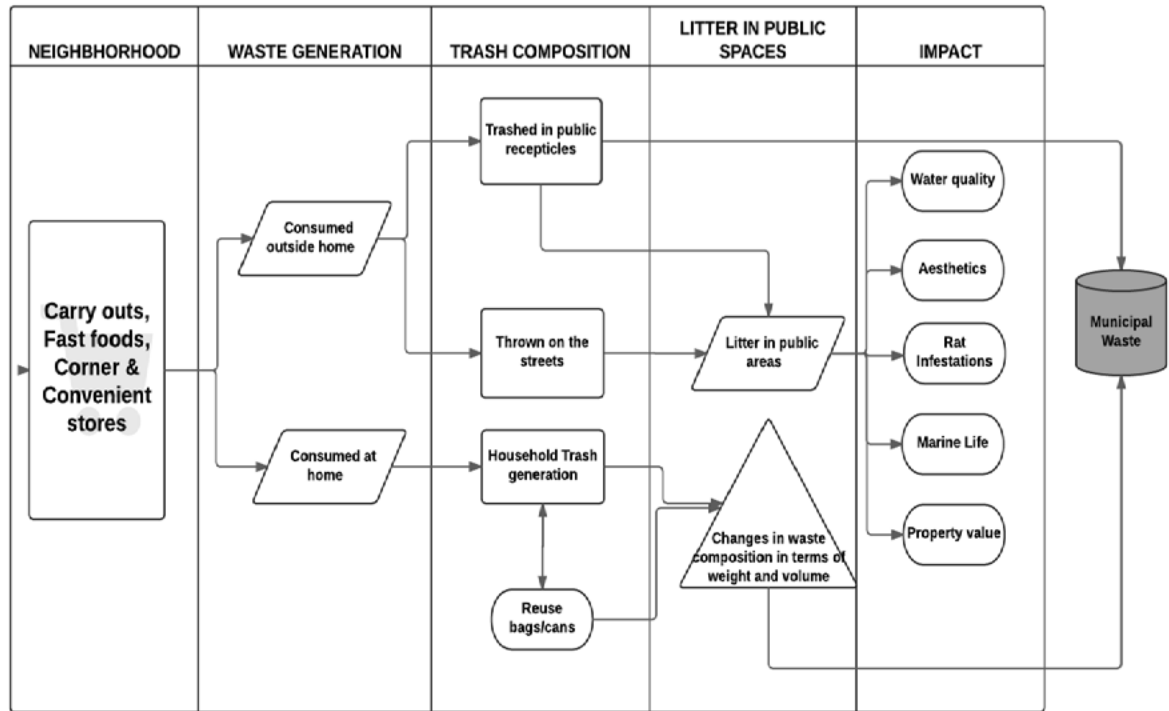 NEIGHBHORHOOD
WASTE GENERATION
TRASH COMPOSITION
LITTER IN PUBLIC
SPACES
IMPACT
Carry outs,
Fast foods,
Corner &
Convenient
stores
Consumed
outside home
Consumed at
home
Trashed in public
recepticles
Thrown on the
streets
Household Trash
generation
Reuse
bags/cans
Litter in public
areas
Changes in waste
composition in terms of
weight and volume
Water quality
Aesthetics
Rat
Infestations
Marine Life
Property value
Municipal
Waste